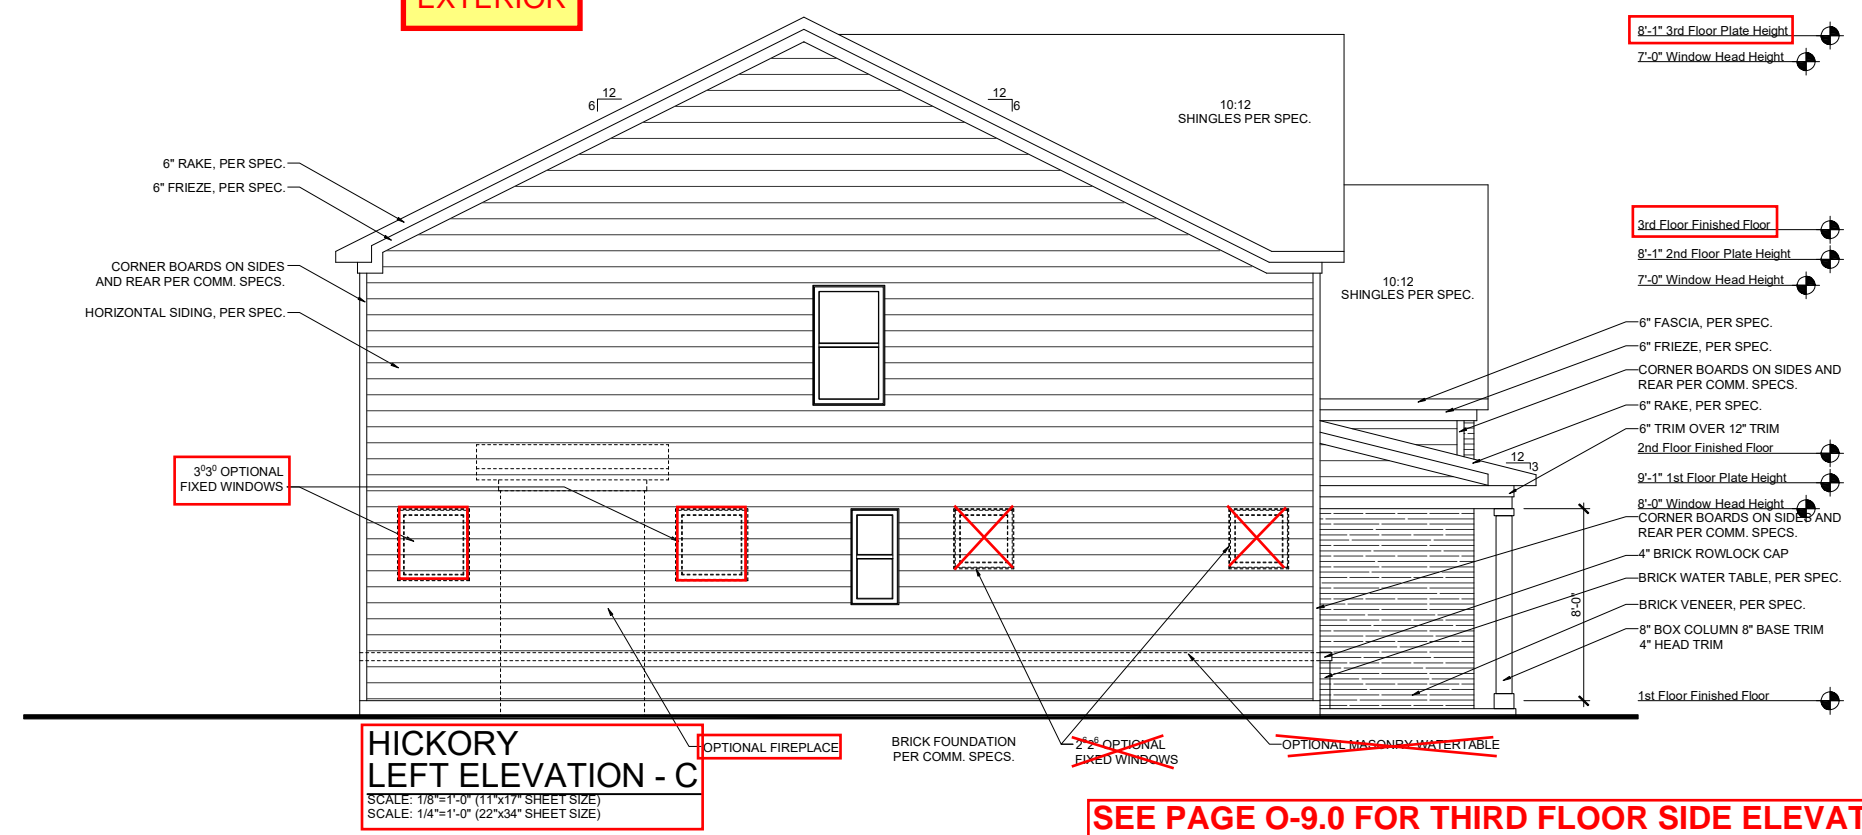 EXTERIOR
8'-1" 3rd Floor Plate Height
7'-0" Window Head Height
12
6
12
6
10:12
SHINGLES PER SPEC.
6" RAKE, PER SPEC.
6" FRIEZE, PER SPEC.
CORNER BOARDS ON SIDES
AND REAR PER COMM. SPECS.
HORIZONTAL SIDING, PER SPEC.
3rd Floor Finished Floor
8'-1" 2nd Floor Plate Height
7'-0" Window Head Height
10:12
SHINGLES PER SPEC.
6" FASCIA, PER SPEC.
6" FRIEZE, PER SPEC.
CORNER BOARDS ON SIDES AND
REAR PER COMM. SPECS.
6" RAKE, PER SPEC.
6" TRIM OVER 12" TRIM
2nd Floor Finished Floor
12
3
9'-1" 1st Floor Plate Height
8'-0" Window Head Height
CORNER BOARDS ON SIDES AND
REAR PER COMM. SPECS.
4" BRICK ROWLOCK CAP
BRICK WATER TABLE, PER SPEC.
BRICK VENEER, PER SPEC.
8'-0"
8" BOX COLUMN 8" BASE TRIM
4" HEAD TRIM
1st Floor Finished Floor
3⁰3⁰ OPTIONAL
FIXED WINDOWS
HICKORY
LEFT ELEVATION - C
SCALE: 1/8"=1'-0" (11"x17" SHEET SIZE)
SCALE: 1/4"=1'-0" (22"x34" SHEET SIZE)
OPTIONAL FIREPLACE
BRICK FOUNDATION
PER COMM. SPECS.
2⁶2⁶ OPTIONAL
FIXED WINDOWS
OPTIONAL MASONRY WATERTABLE
SEE PAGE O-9.0 FOR THIRD FLOOR SIDE ELEVAT